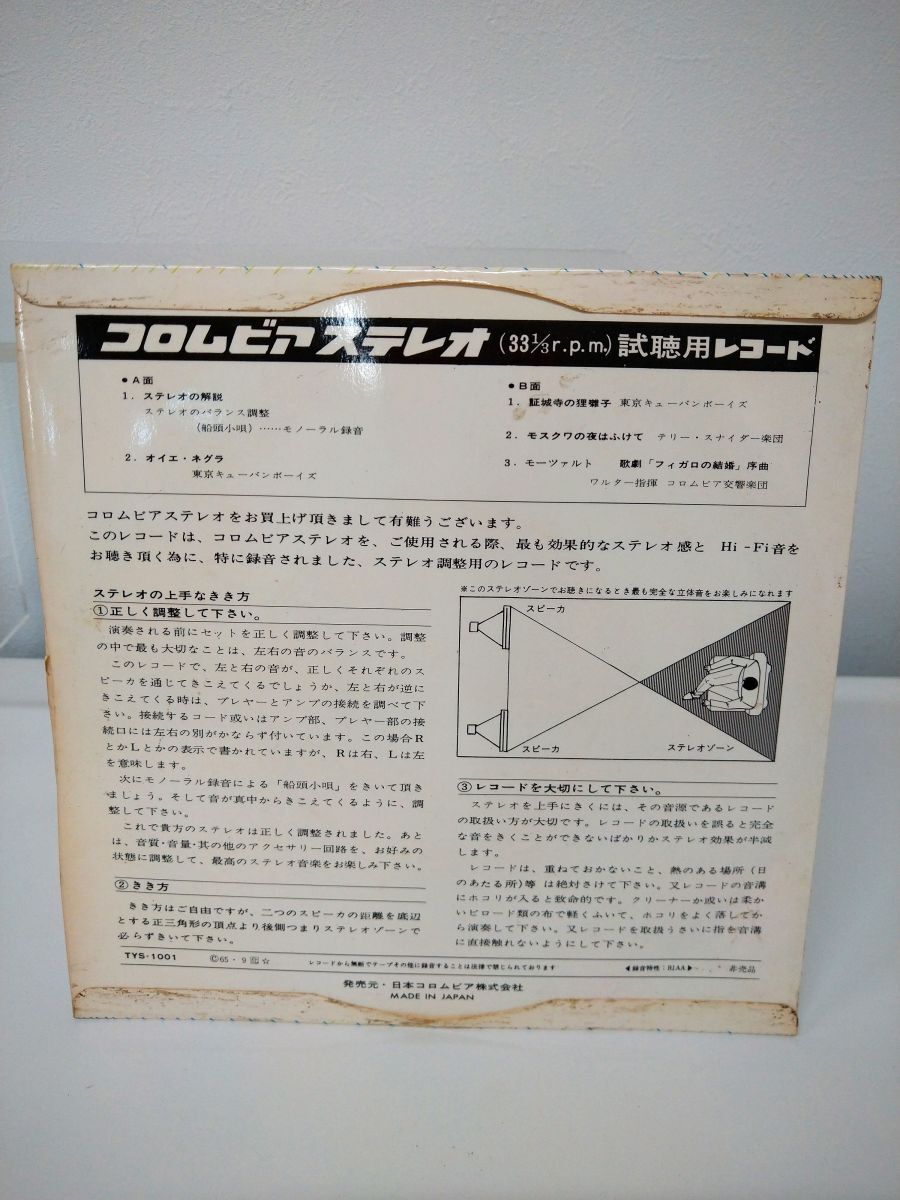 コロムビアステレオ (33⅓r.p.m.) 試聴用レコード
●A面
1. ステレオの解説
ステレオのバランス調整
(船頭小唄)……モノーラル録音
2. オイエ・ネグラ
東京キューバンボーイズ
●B面
1. 証城寺の狸囃子 東京キューバンボーイズ
2. モスクワの夜はふけて テリー・スナイダー楽団
3. モーツァルト 歌劇「フィガロの結婚」序曲
ワルター指揮 コロムビア交響楽団
コロムビアステレオをお買上げ頂きまして有難うございます。
このレコードは、コロムビアステレオを、ご使用される際、最も効果的なステレオ感と Hi-Fi音を
お聴き頂く為に、特に録音されました、ステレオ調整用のレコードです。
ステレオの上手なきき方
①正しく調整して下さい。
演奏される前にセットを正しく調整して下さい。調整
の中で最も大切なことは、左右の音のバランスです。
このレコードで、左と右の音が、正しくそれぞれのス
ピーカを通じてきこえてくるでしょうか、左と右が逆に
きこえてくる時は、プレヤーとアンプの接続を調べて下
さい。接続するコード或いはアンプ部、プレヤー部の接
続口には左右の別がかならず付いています。この場合R
とかLとかの表示で書かれていますが、Rは右、Lは左
を意味します。
次にモノーラル録音による「船頭小唄」をきいて頂き
ましょう。そして音が真中からきこえてくるように、調
整して下さい。
これで貴方のステレオは正しく調整されました。あと
は、音質・音量・其の他のアクセサリー回路を、お好みの
状態に調整して、最高のステレオ音楽をお楽しみ下さい。
②きき方
きき方はご自由ですが、二つのスピーカの距離を底辺
とする正三角形の頂点より後側つまりステレオゾーンで
必らずきいて下さい。
※このステレオゾーンでお聴きになるとき最も完全な立体音をお楽しみになれます
スピーカ
スピーカ
ステレオゾーン
③レコードを大切にして下さい。
ステレオを上手にきくには、その音源であるレコード
の取扱い方が大切です。レコードの取扱いを誤ると完全
な音をきくことができないばかりかステレオ効果が半減
します。
レコードは、重ねておかないこと、熱のある場所(日
のあたる所)等は絶対さけて下さい。又レコードの音溝
にホコリが入ると致命的です。クリーナーか或いは柔か
いビロード類の布で軽くふいて、ホコリをよく落してか
ら演奏して下さい。又レコードを取扱うさいに指を音溝
に直接触れないようにして下さい。
TYS-1001 ©65・9 ☆ レコードから無断でテープその他に録音することは法律で禁じられております ◀録音特性:RIAA▶ 非売品
発売元・日本コロムビア株式会社
MADE IN JAPAN